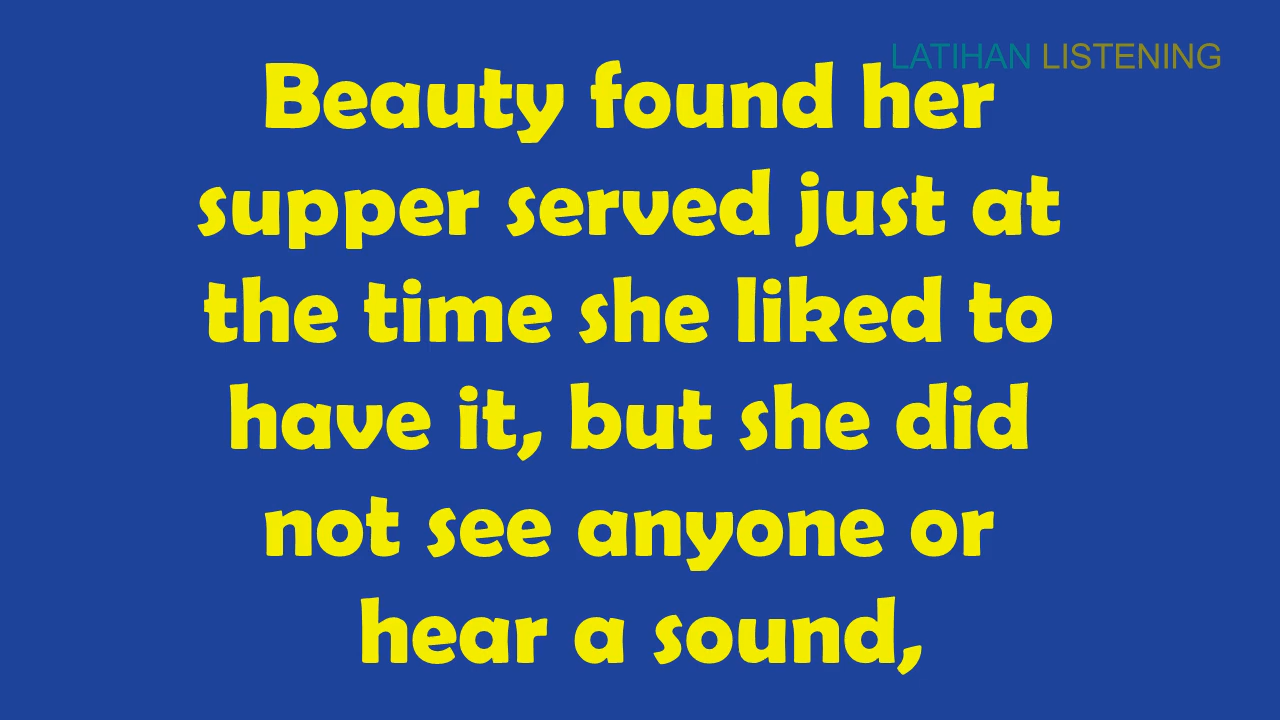 LATIHAN LISTENING
Beauty found her
supper served just at
the time she liked to
have it, but she did
not see anyone or
hear a sound,